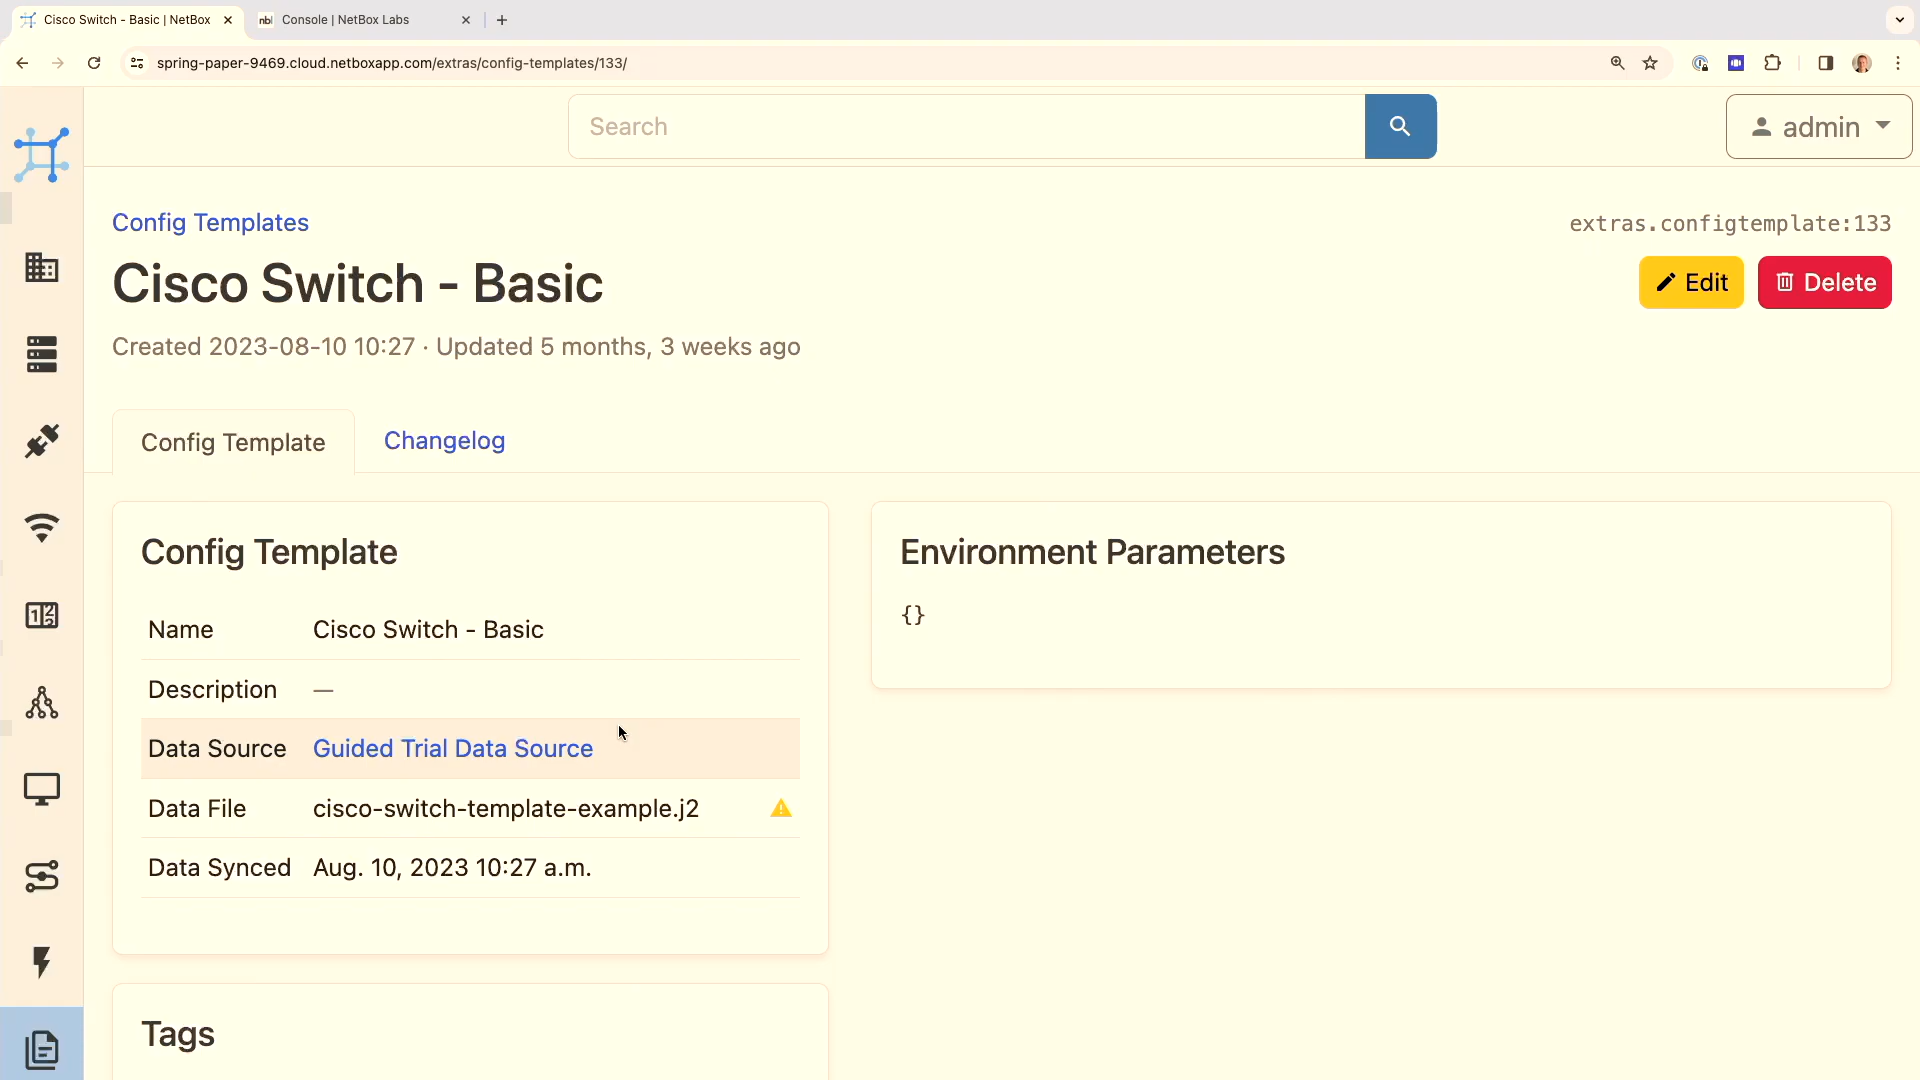 Cisco Switch - Basic | NetBox
nbl Console | NetBox Labs
spring-paper-9469.cloud.netboxapp.com/extras/config-templates/133/
Search
admin
Config Templates
extras.configtemplate:133
Cisco Switch - Basic
Edit
Delete
Created 2023-08-10 10:27 · Updated 5 months, 3 weeks ago
Config Template
Changelog
Config Template
Environment Parameters
{}
Name Cisco Switch - Basic
Description —
Data Source Guided Trial Data Source
Data File cisco-switch-template-example.j2
Data Synced Aug. 10, 2023 10:27 a.m.
Tags